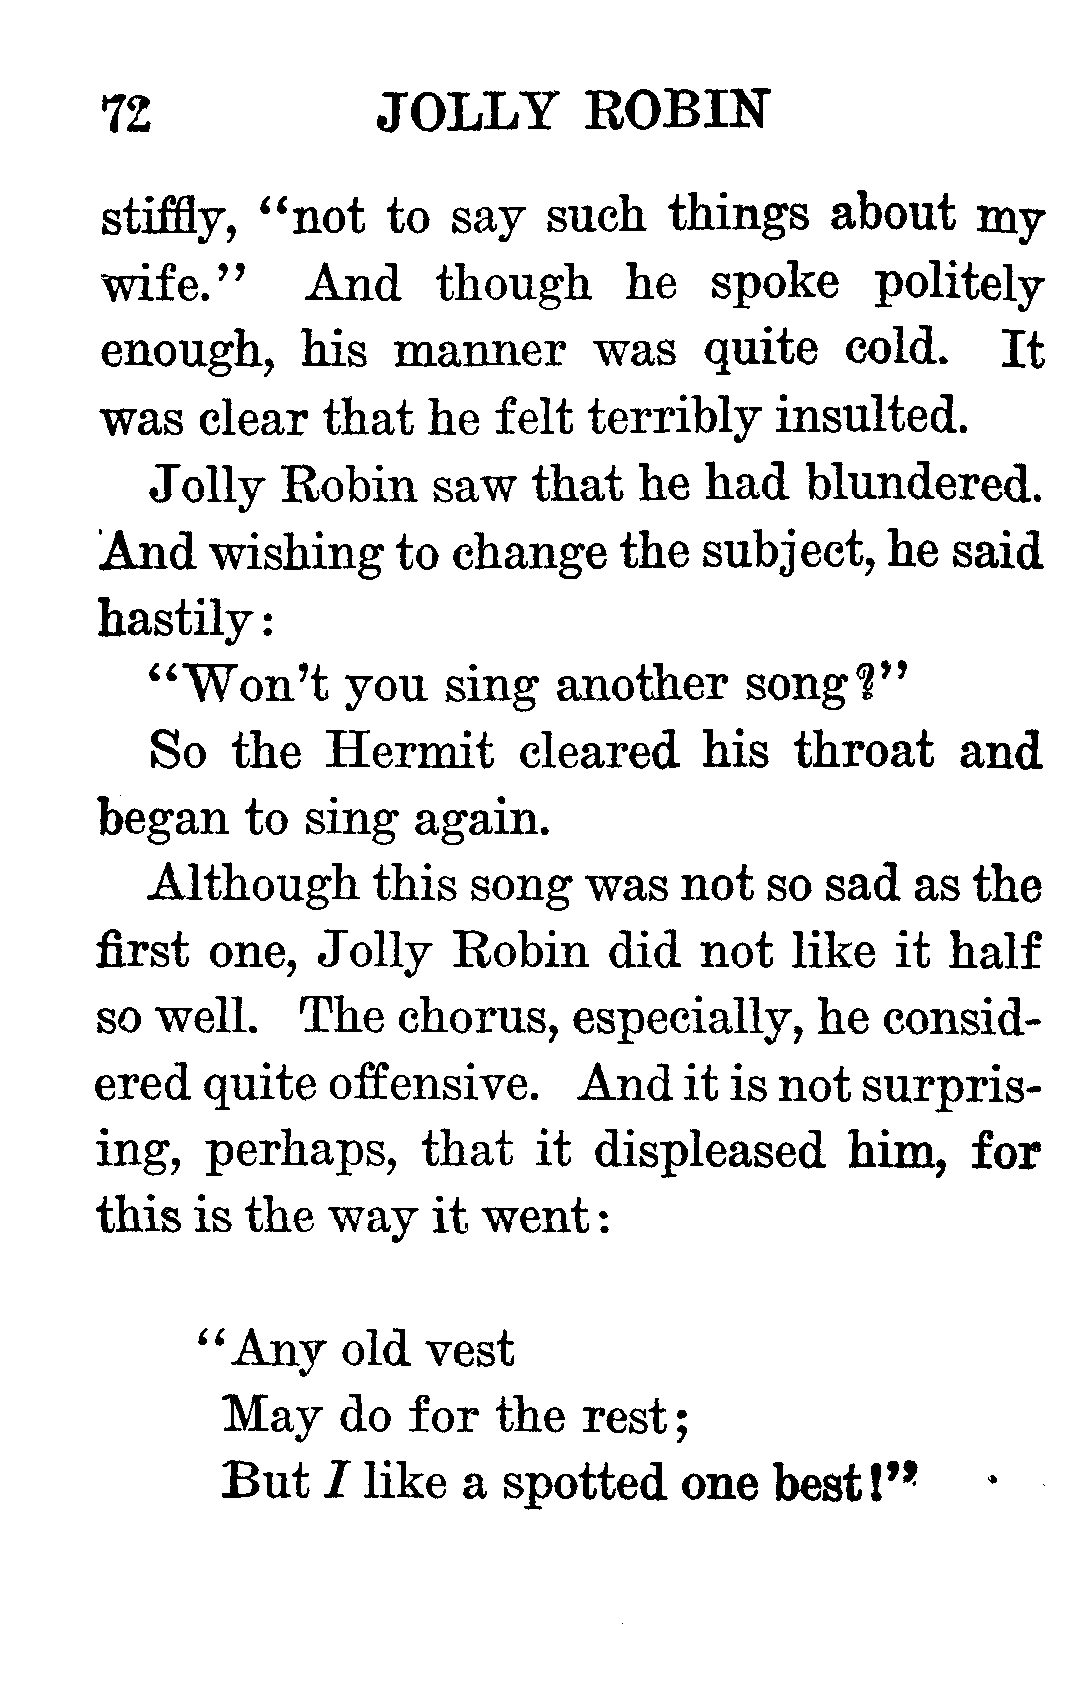 72 JOLLY ROBIN
stiffly, “not to say such things about my
wife.” And though he spoke politely
enough, his manner was quite cold. It
was clear that he felt terribly insulted.
Jolly Robin saw that he had blundered.
And wishing to change the subject, he said
hastily:
“Won’t you sing another song?”
So the Hermit cleared his throat and
began to sing again.
Although this song was not so sad as the
first one, Jolly Robin did not like it half
so well. The chorus, especially, he consid-
ered quite offensive. And it is not surpris-
ing, perhaps, that it displeased him, for
this is the way it went:
“Any old vest
May do for the rest;
But I like a spotted one best!”